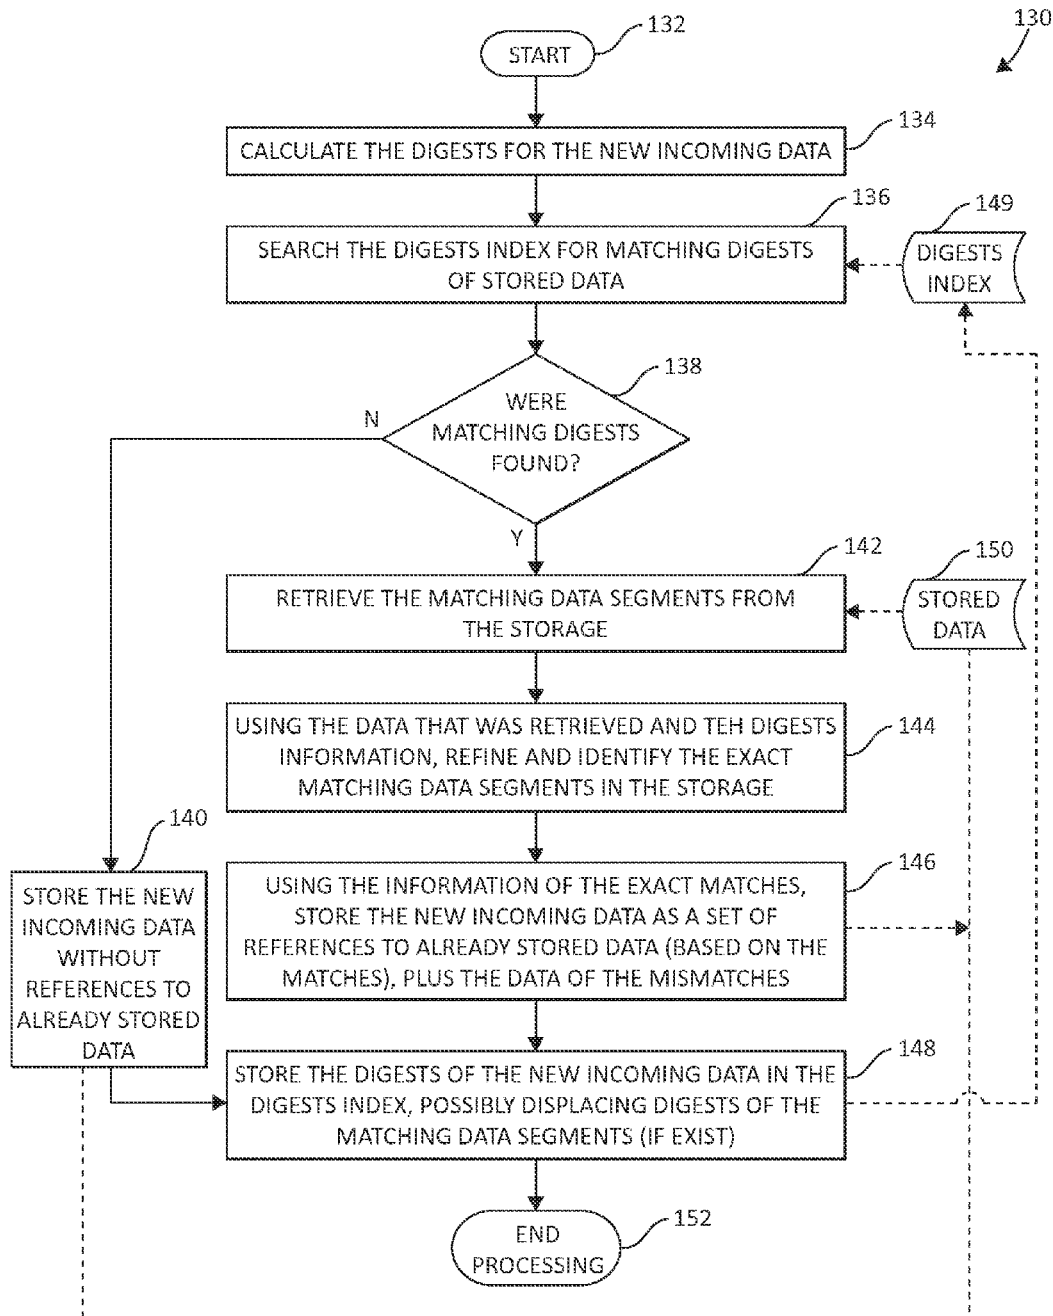 130
132
START
134
CALCULATE THE DIGESTS FOR THE NEW INCOMING DATA
136
SEARCH THE DIGESTS INDEX FOR MATCHING DIGESTS
OF STORED DATA
149
DIGESTS
INDEX
138
WERE
MATCHING DIGESTS
FOUND?
N
Y
142
RETRIEVE THE MATCHING DATA SEGMENTS FROM
THE STORAGE
150
STORED
DATA
144
USING THE DATA THAT WAS RETRIEVED AND TEH DIGESTS
INFORMATION, REFINE AND IDENTIFY THE EXACT
MATCHING DATA SEGMENTS IN THE STORAGE
140
STORE THE NEW
INCOMING DATA
WITHOUT
REFERENCES TO
ALREADY STORED
DATA
146
USING THE INFORMATION OF THE EXACT MATCHES,
STORE THE NEW INCOMING DATA AS A SET OF
REFERENCES TO ALREADY STORED DATA (BASED ON THE
MATCHES), PLUS THE DATA OF THE MISMATCHES
148
STORE THE DIGESTS OF THE NEW INCOMING DATA IN THE
DIGESTS INDEX, POSSIBLY DISPLACING DIGESTS OF THE
MATCHING DATA SEGMENTS (IF EXIST)
152
END
PROCESSING